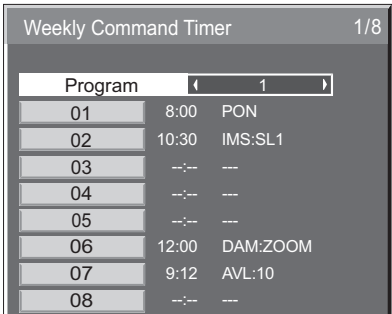 Weekly Command Timer 1/8
Program 1
01 8:00 PON
02 10:30 IMS:SL1
03 --:-- ---
04 --:-- ---
05 --:-- ---
06 12:00 DAM:ZOOM
07 9:12 AVL:10
08 --:-- ---